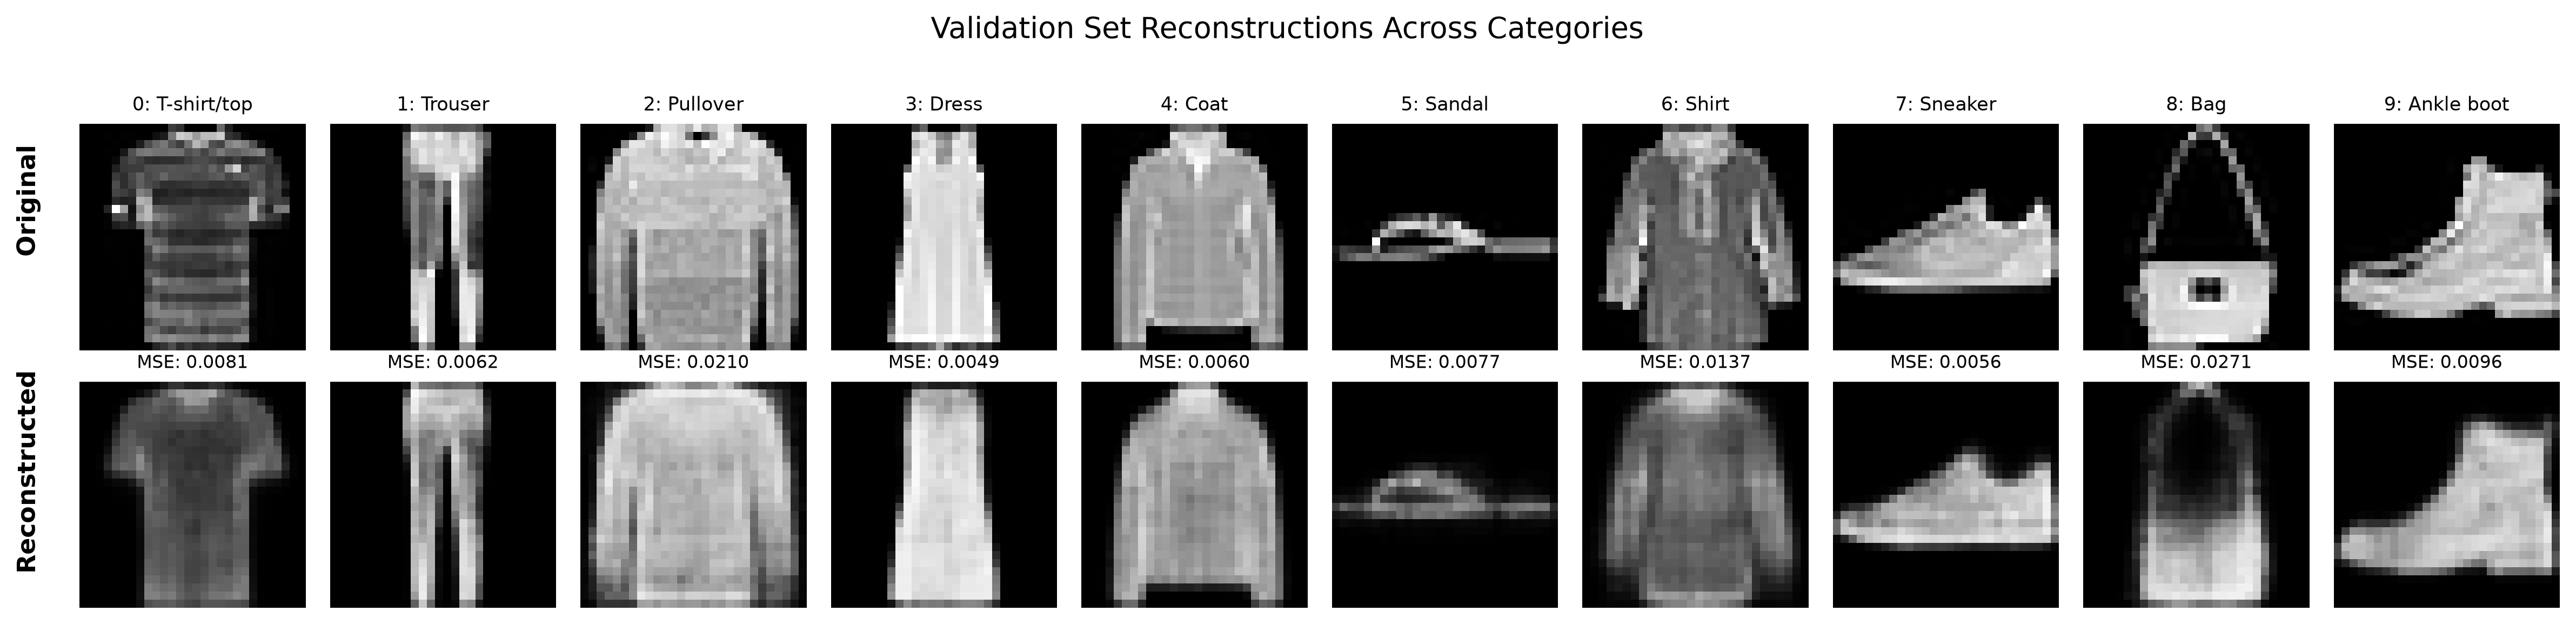 Validation Set Reconstructions Across Categories
0: T-shirt/top
1: Trouser
2: Pullover
3: Dress
4: Coat
5: Sandal
6: Shirt
7: Sneaker
8: Bag
9: Ankle boot
Original
MSE: 0.0081
MSE: 0.0062
MSE: 0.0210
MSE: 0.0049
MSE: 0.0060
MSE: 0.0077
MSE: 0.0137
MSE: 0.0056
MSE: 0.0271
MSE: 0.0096
Reconstructed